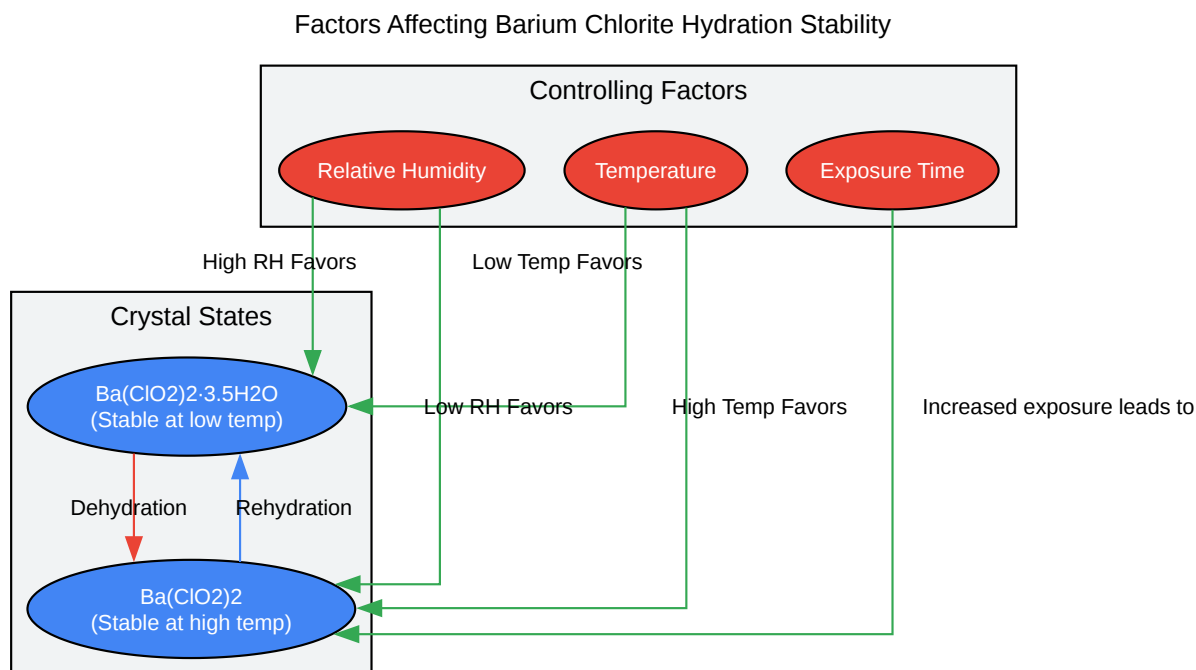 Factors Affecting Barium Chlorite Hydration Stability
Controlling Factors
Relative Humidity
Temperature
Exposure Time
High RH Favors
Low Temp Favors
Crystal States
Ba(ClO2)2·3.5H2O
(Stable at low temp)
Low RH Favors
High Temp Favors
Increased exposure leads to
Dehydration
Rehydration
Ba(ClO2)2
(Stable at high temp)